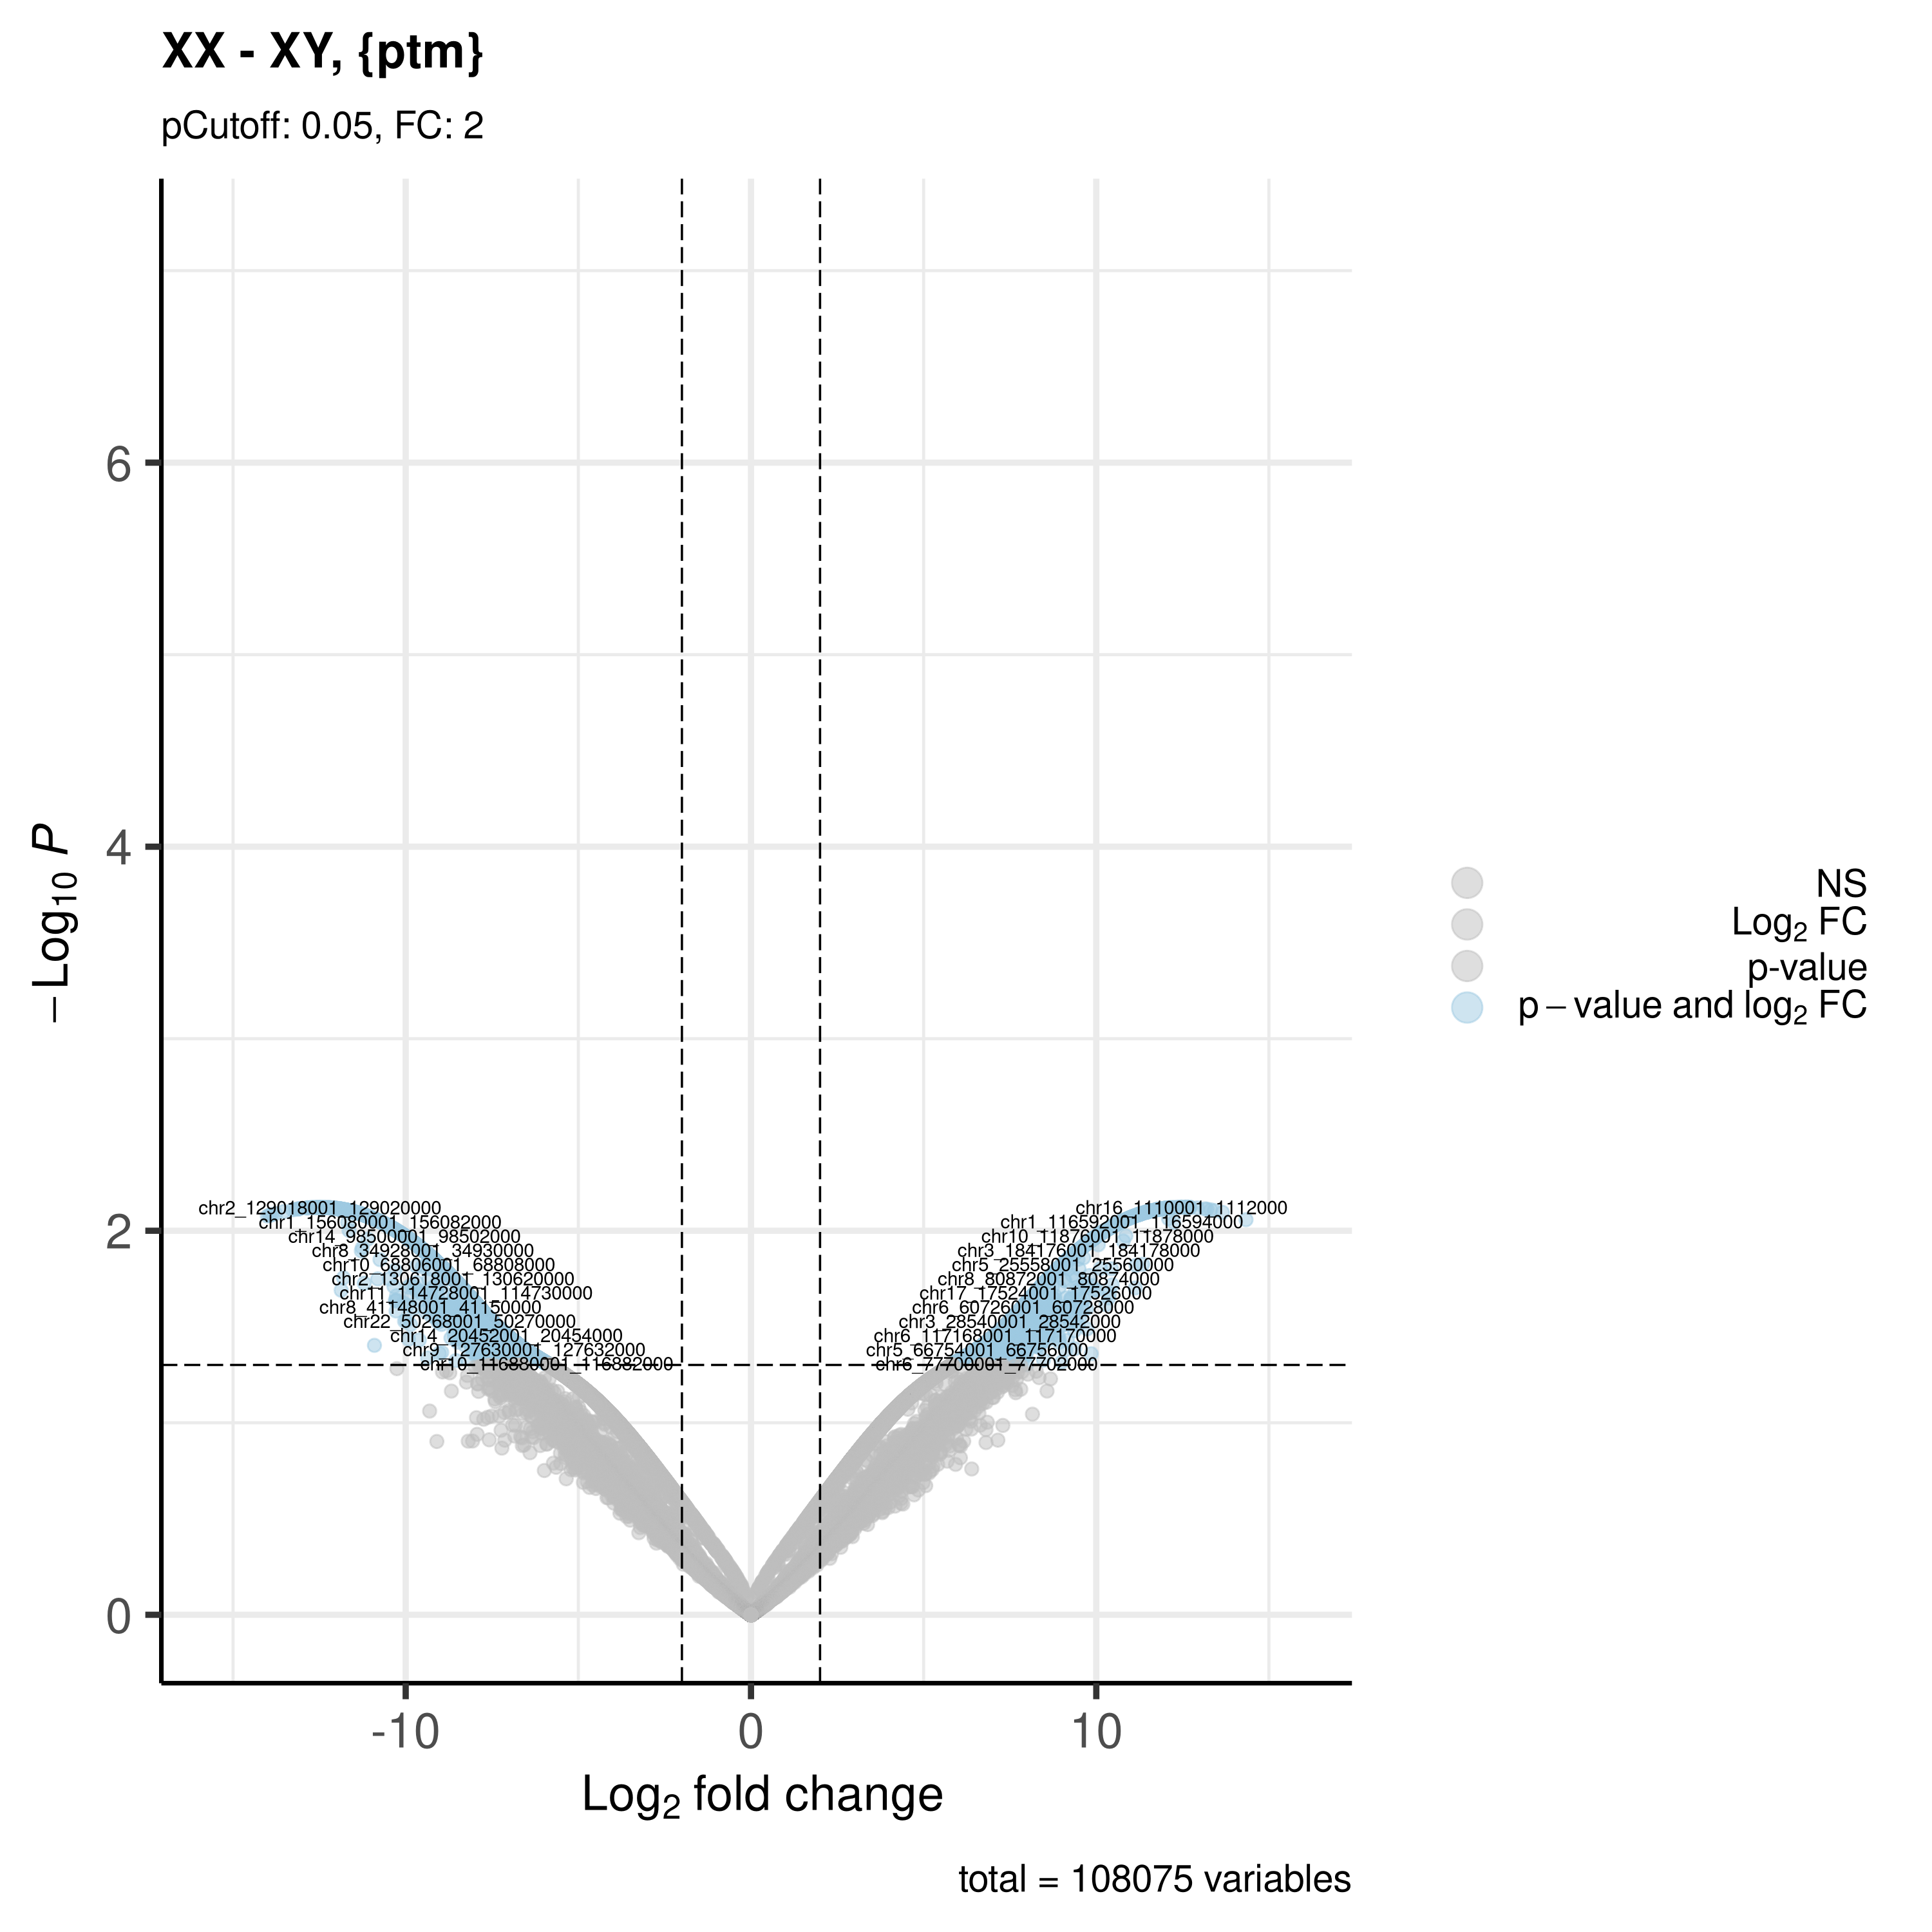 XX - XY, {ptm}
pCutoff: 0.05, FC: 2
6
4
2
0
−Log10 P
chr2_129018001_129020000
chr1_156080001_156082000
chr14_98500001_98502000
chr8_34928001_34930000
chr10_68806001_68808000
chr2_130618001_130620000
chr11_114728001_114730000
chr8_41148001_41150000
chr22_50268001_50270000
chr14_20452001_20454000
chr9_127630001_127632000
chr10_116880001_116882000
chr16_1110001_1112000
chr1_116592001_116594000
chr10_11876001_11878000
chr3_184176001_184178000
chr5_25558001_25560000
chr8_80872001_80874000
chr17_17524001_17526000
chr6_60726001_60728000
chr3_28540001_28542000
chr6_117168001_117170000
chr5_66754001_66756000
chr6_77700001_77702000
-10
0
10
Log2 fold change
NS
Log2 FC
p-value
p − value and log2 FC
total = 108075 variables